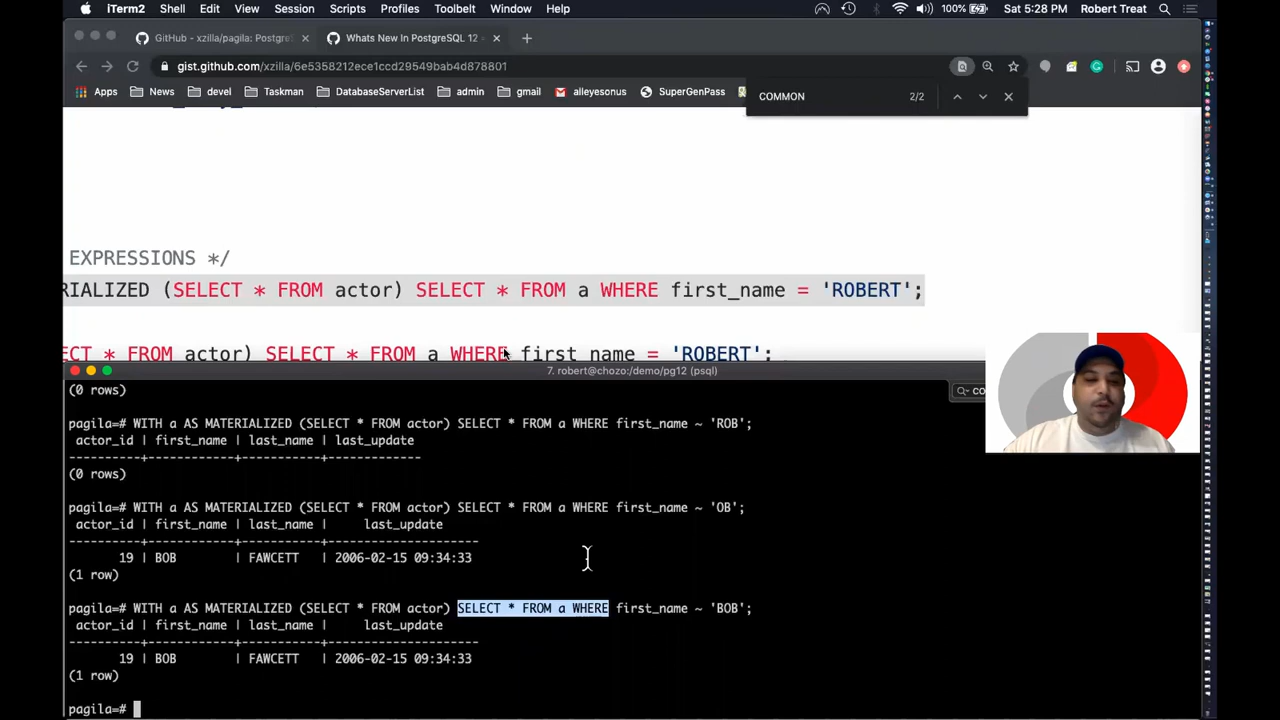 iTerm2 Shell Edit View Session Scripts Profiles Toolbelt Window Help 100% Sat 5:28 PM Robert Treat
GitHub - xzilla/pagila: Postgre Whats New In PostgreSQL 12 -
gist.github.com/xzilla/6e5358212ece1ccd29549bab4d878801
Apps News devel Taskman DatabaseServerList admin gmail alleyesonus SuperGenPass
COMMON 2/2
EXPRESSIONS */
RIALIZED (SELECT * FROM actor) SELECT * FROM a WHERE first_name = 'ROBERT';
ECT * FROM actor) SELECT * FROM a WHERE first_name = 'ROBERT';
7. robert@chozo:/demo/pg12 (psql)
(0 rows)
co
pagila=# WITH a AS MATERIALIZED (SELECT * FROM actor) SELECT * FROM a WHERE first_name ~ 'ROB';
actor_id | first_name | last_name | last_update
----------+------------+-----------+-------------
(0 rows)
pagila=# WITH a AS MATERIALIZED (SELECT * FROM actor) SELECT * FROM a WHERE first_name ~ 'OB';
actor_id | first_name | last_name | last_update
----------+------------+-----------+---------------------
19 | BOB | FAWCETT | 2006-02-15 09:34:33
(1 row)
pagila=# WITH a AS MATERIALIZED (SELECT * FROM actor) SELECT * FROM a WHERE first_name ~ 'BOB';
actor_id | first_name | last_name | last_update
----------+------------+-----------+---------------------
19 | BOB | FAWCETT | 2006-02-15 09:34:33
(1 row)
pagila=#